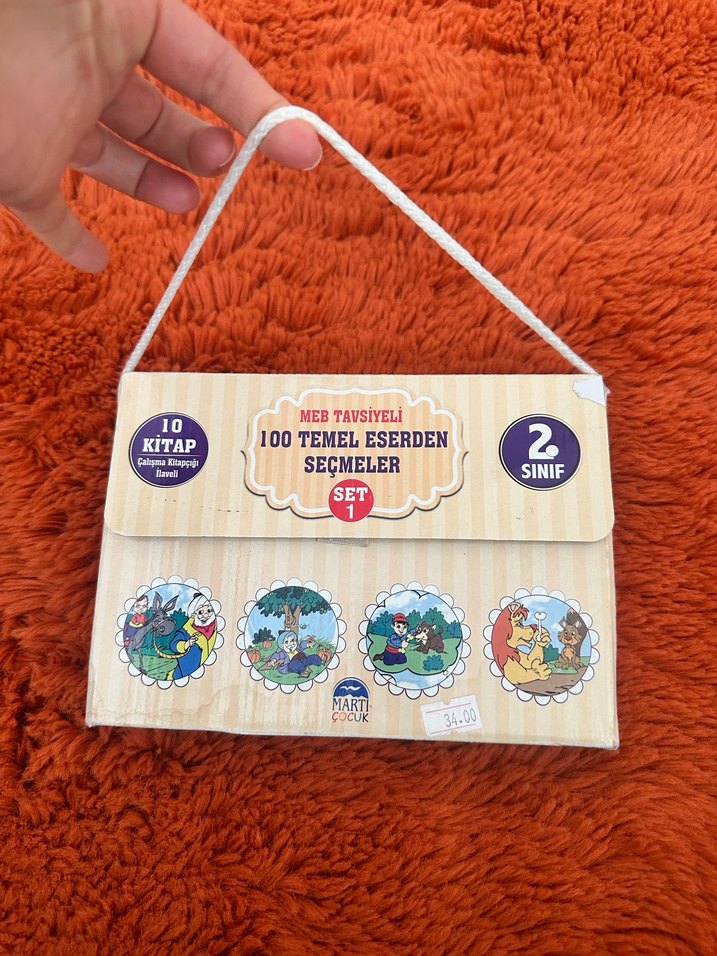 MEB TAVSİYELİ
100 TEMEL ESERDEN
SEÇMELER
SET
1
10
KİTAP
Çalışma Kitapçığı
İlaveli
2.
SINIF
MARTI
ÇOCUK
34.00